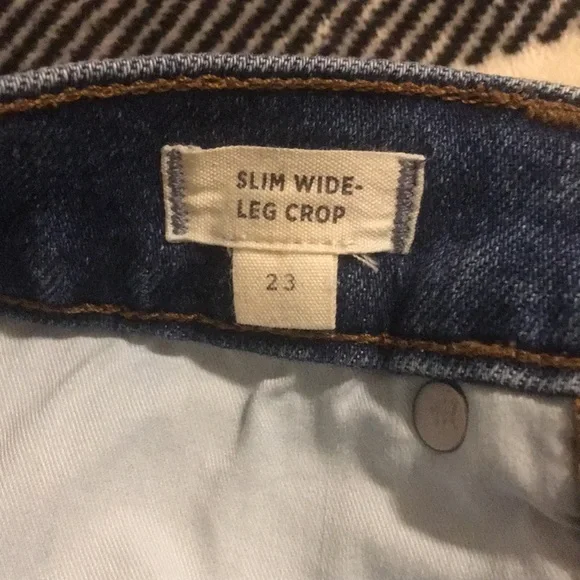 SLIM WIDE-
LEG CROP
23